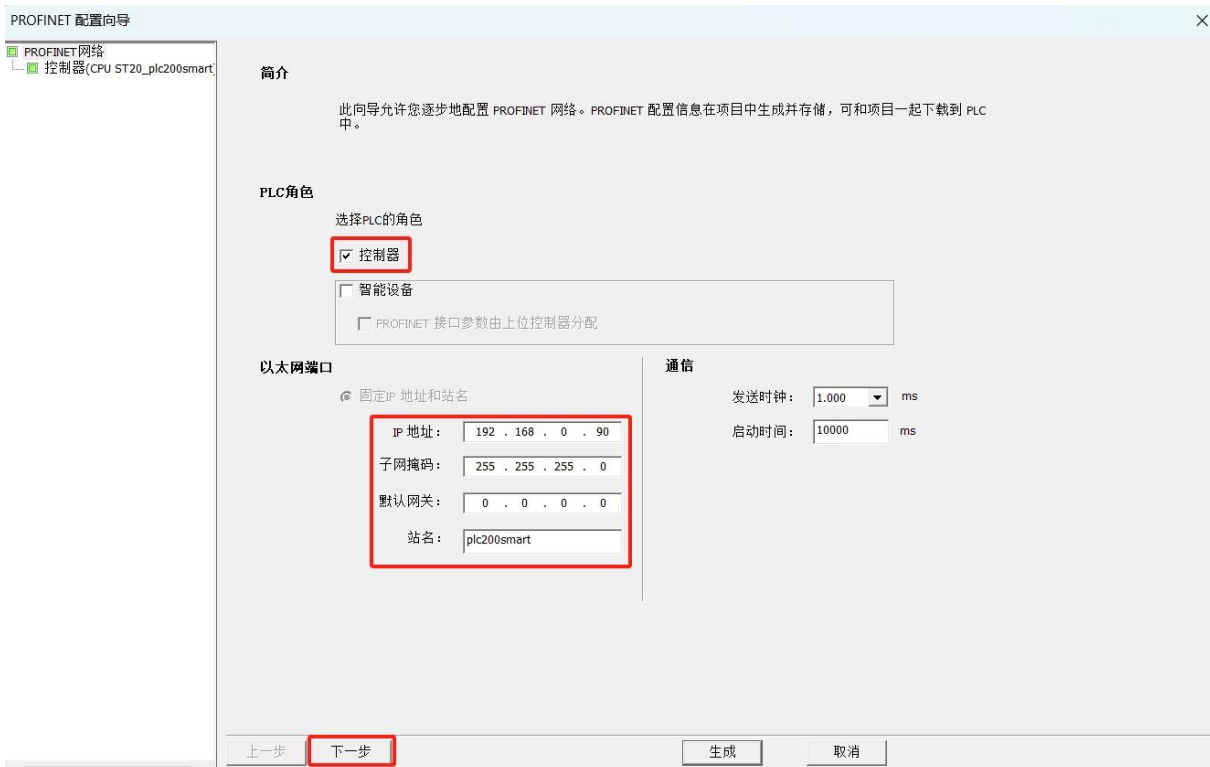 PROFINET 配置向导
PROFINET网络
控制器(CPU ST20_plc200smart)
简介
此向导允许您逐步地配置 PROFINET 网络。PROFINET 配置信息在项目中生成并存储，可和项目一起下载到 PLC
中。
PLC角色
选择PLC的角色
控制器
智能设备
PROFINET 接口参数由上位控制器分配
以太网端口
通信
固定IP 地址和站名
发送时钟： 1.000 ms
IP 地址： 192 . 168 . 0 . 90
启动时间： 10000 ms
子网掩码： 255 . 255 . 255 . 0
默认网关： 0 . 0 . 0 . 0
站名： plc200smart
上一步 下一步 生成 取消